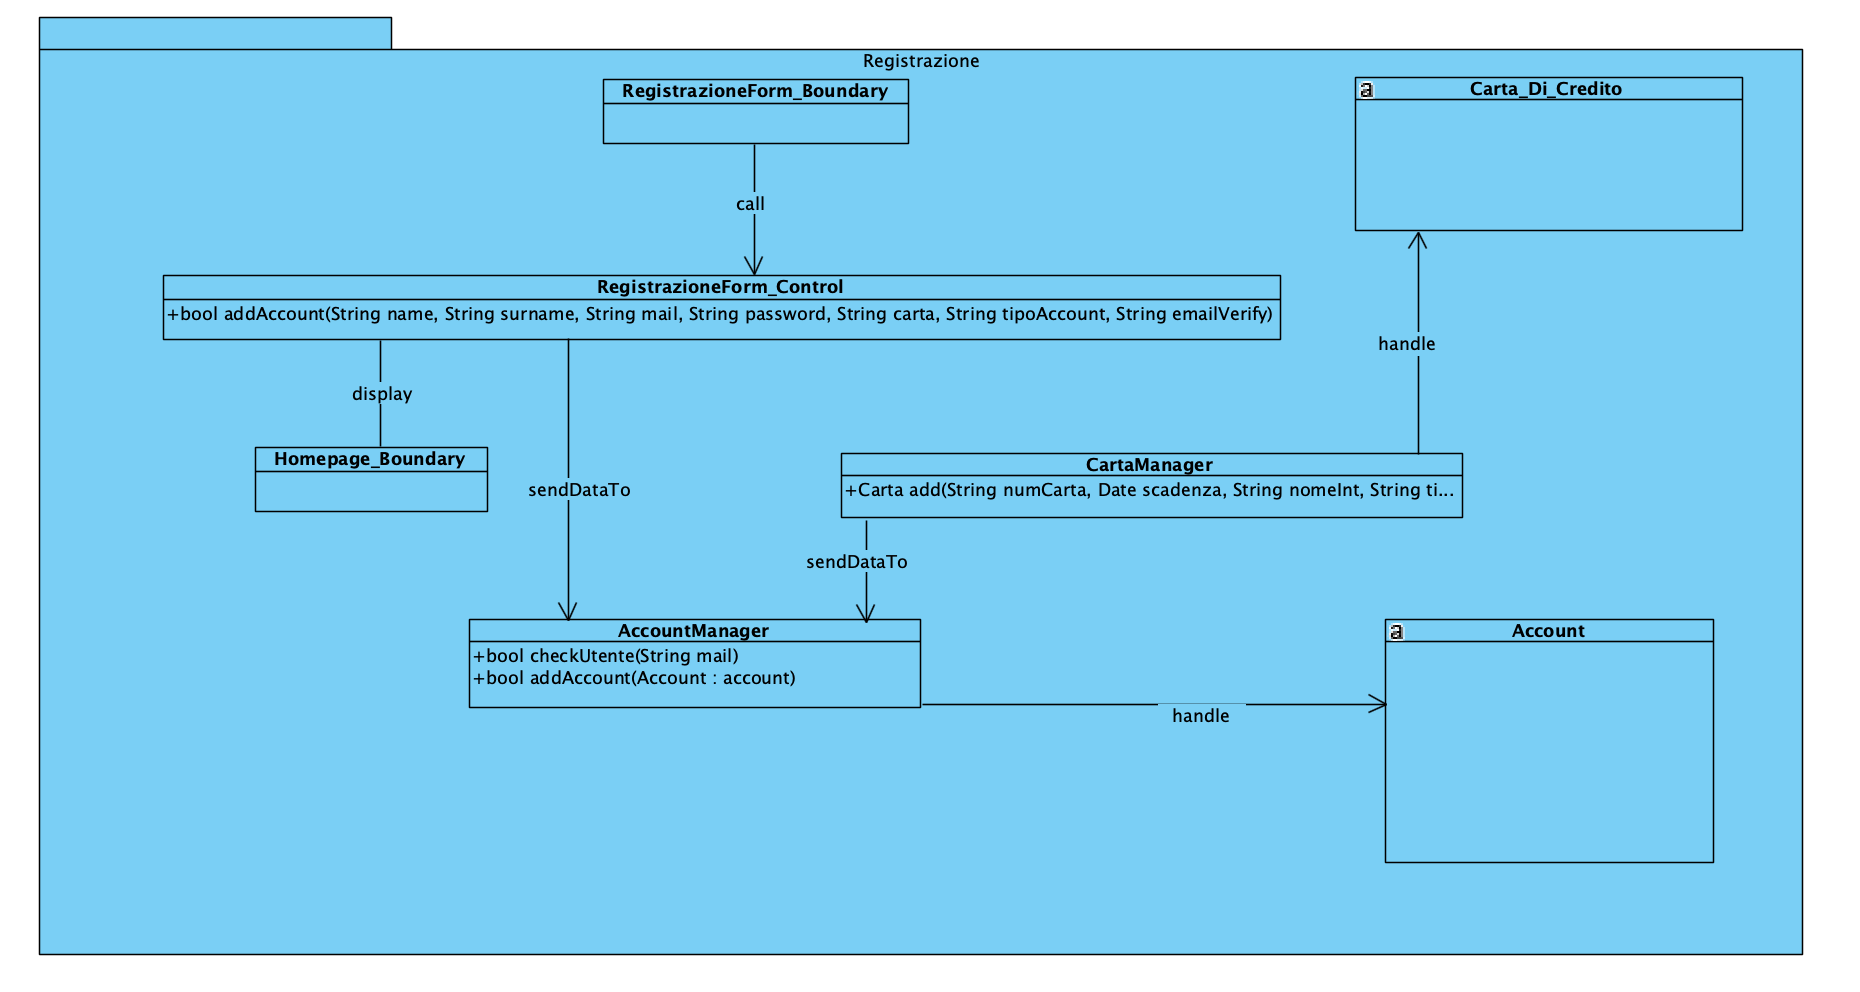 Registrazione
RegistrazioneForm_Boundary
a
Carta_Di_Credito
call
RegistrazioneForm_Control
+bool addAccount(String name, String surname, String mail, String password, String carta, String tipoAccount, String emailVerify)
handle
display
Homepage_Boundary
sendDataTo
CartaManager
+Carta add(String numCarta, Date scadenza, String nomeInt, String ti...
sendDataTo
AccountManager
+bool checkUtente(String mail)
+bool addAccount(Account : account)
a
Account
handle